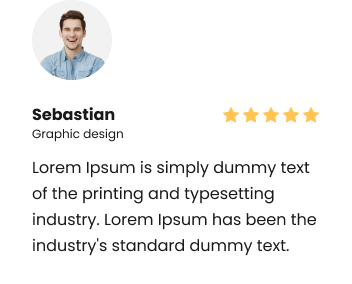 Sebastian
Graphic design
Lorem Ipsum is simply dummy text
of the printing and typesetting
industry. Lorem Ipsum has been the
industry's standard dummy text.